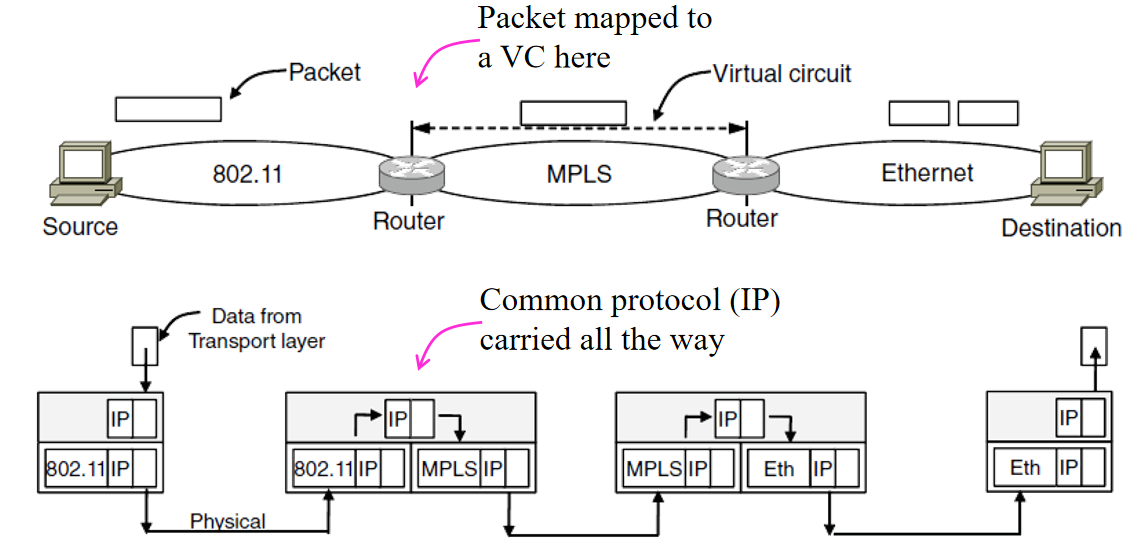 Packet mapped to
a VC here
Packet
Virtual circuit
802.11
MPLS
Ethernet
Source
Router
Router
Destination
Common protocol (IP)
carried all the way
Data from
Transport layer
IP
IP
IP
IP
802.11 IP
802.11 IP
MPLS IP
MPLS IP
Eth IP
Eth IP
Physical